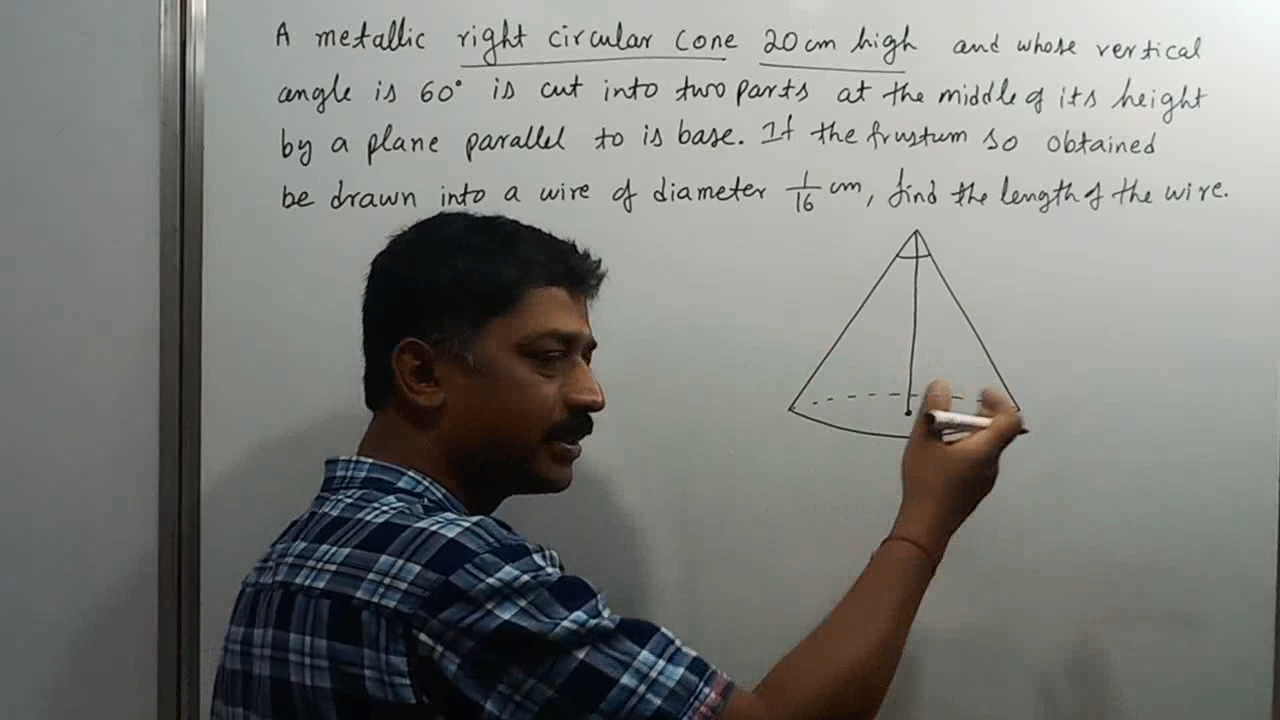 A metallic right circular cone 20 cm high and whose vertical
angle is 60° is cut into two parts at the middle of its height
by a plane parallel to is base. If the frustum so obtained
be drawn into a wire of diameter 1/16 cm, find the length of the wire.